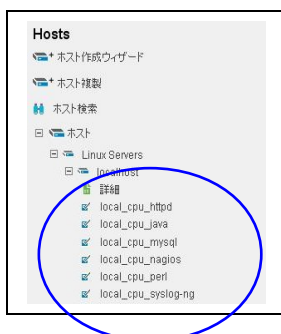 Hosts
ホスト作成ウィザード
ホスト複製
ホスト検索
ホスト
Linux Servers
localhost
詳細
local_cpu_httpd
local_cpu_java
local_cpu_mysql
local_cpu_nagios
local_cpu_perl
local_cpu_syslog-ng